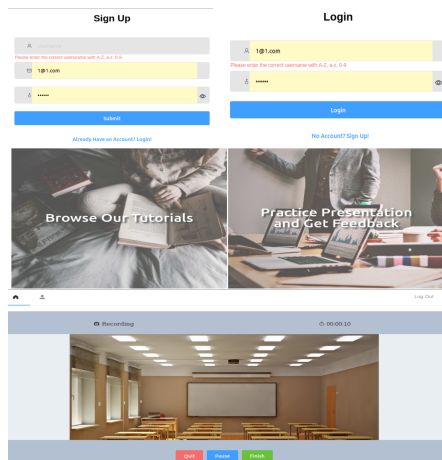 Sign Up
Username
Please enter the correct username with A-Z, a-z, 0-9
1@1.com
••••••
Submit
Already Have an Account? Login!
Login
1@1.com
Please enter the correct username with A-Z, a-z, 0-9
••••••
Login
No Account? Sign Up!
Browse Our Tutorials
Practice Presentation
and Get Feedback
Log Out
Recording
00:00:10
Quit
Pause
Finish